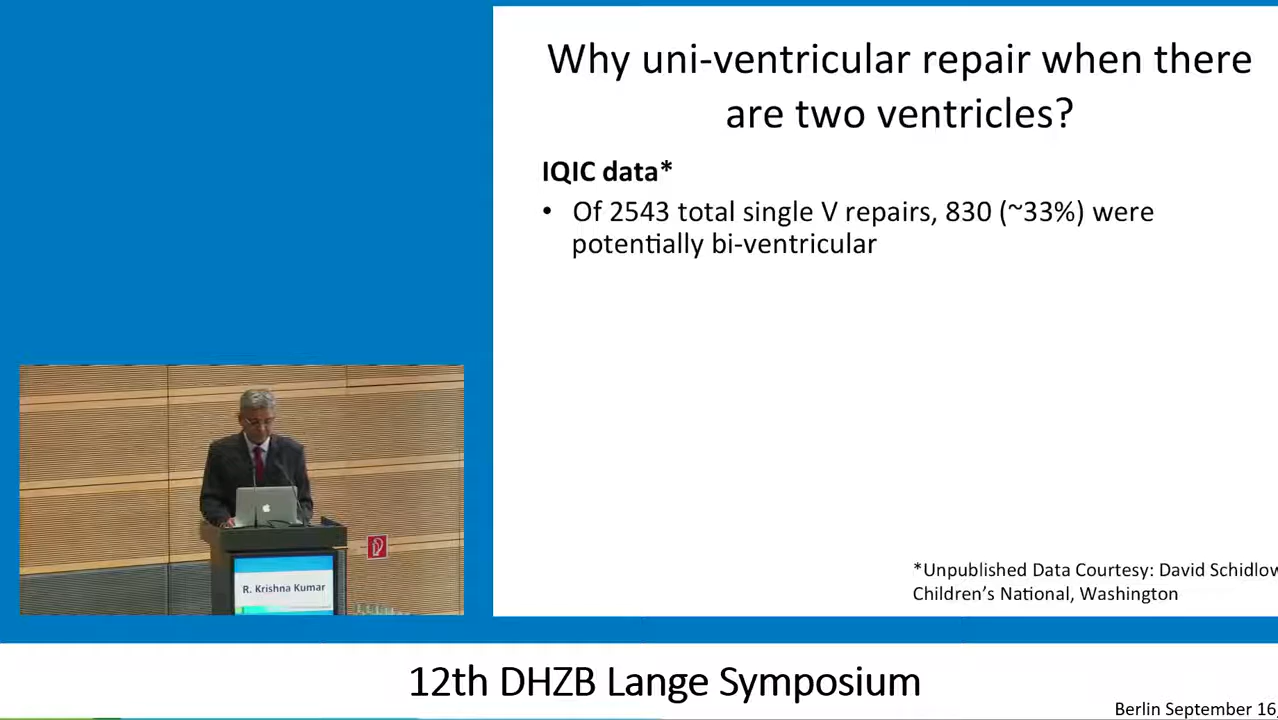 Why uni-ventricular repair when there
are two ventricles?
IQIC data*
• Of 2543 total single V repairs, 830 (~33%) were
potentially bi-ventricular
R. Krishna Kumar
*Unpublished Data Courtesy: David Schidlow
Children's National, Washington
12th DHZB Lange Symposium
Berlin September 16,